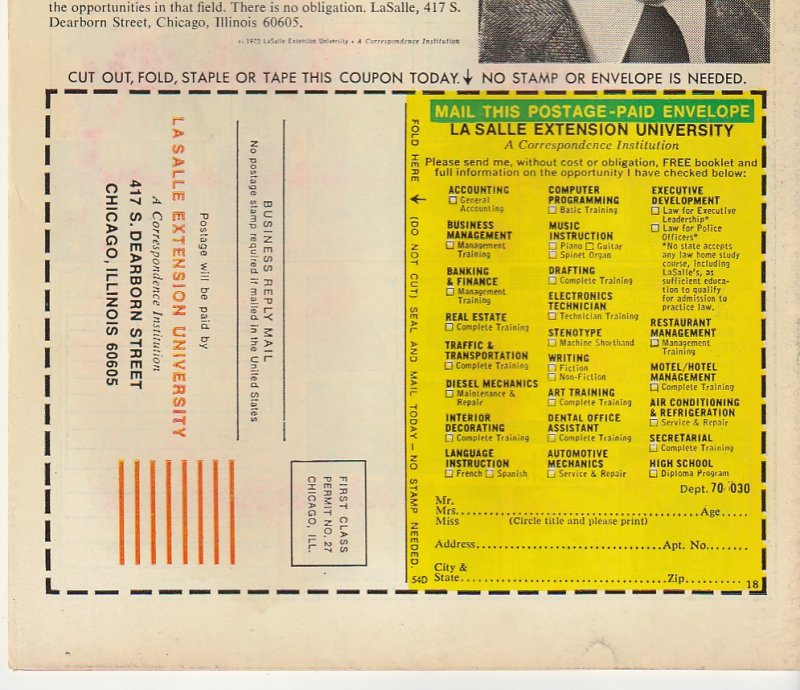 the opportunities in that field. There is no obligation. LaSalle, 417 S.
Dearborn Street, Chicago, Illinois 60605.
1973 LaSalle Extension University • A Correspondence Institution
CUT OUT, FOLD, STAPLE OR TAPE THIS COUPON TODAY. ↓ NO STAMP OR ENVELOPE IS NEEDED.
BUSINESS REPLY MAIL
No postage stamp required if mailed in the United States
Postage will be paid by
LA SALLE EXTENSION UNIVERSITY
A Correspondence Institution
417 S. DEARBORN STREET
CHICAGO, ILLINOIS 60605
FIRST CLASS
PERMIT NO. 27
CHICAGO, ILL.
FOLD HERE ↓ (DO NOT CUT) SEAL AND MAIL TODAY — NO STAMP NEEDED.
MAIL THIS POSTAGE-PAID ENVELOPE
LA SALLE EXTENSION UNIVERSITY
A Correspondence Institution
Please send me, without cost or obligation, FREE booklet and
full information on the opportunity I have checked below:
ACCOUNTING
☐ General
Accounting
BUSINESS
MANAGEMENT
☐ Management
Training
BANKING
& FINANCE
☐ Management
Training
REAL ESTATE
☐ Complete Training
TRAFFIC &
TRANSPORTATION
☐ Complete Training
DIESEL MECHANICS
☐ Maintenance &
Repair
INTERIOR
DECORATING
☐ Complete Training
LANGUAGE
INSTRUCTION
☐ French ☐ Spanish
COMPUTER
PROGRAMMING
☐ Basic Training
MUSIC
INSTRUCTION
☐ Piano ☐ Guitar
☐ Spinet Organ
DRAFTING
☐ Complete Training
ELECTRONICS
TECHNICIAN
☐ Technician Training
STENOTYPE
☐ Machine Shorthand
WRITING
☐ Fiction
☐ Non-Fiction
ART TRAINING
☐ Complete Training
DENTAL OFFICE
ASSISTANT
☐ Complete Training
AUTOMOTIVE
MECHANICS
☐ Service & Repair
EXECUTIVE
DEVELOPMENT
☐ Law for Executive
Leadership*
☐ Law for Police
Officers*
*No state accepts
any law home study
course, including
LaSalle's, as
sufficient educa-
tion to qualify
for admission to
practice law.
RESTAURANT
MANAGEMENT
☐ Management
Training
MOTEL/HOTEL
MANAGEMENT
☐ Complete Training
AIR CONDITIONING
& REFRIGERATION
☐ Service & Repair
SECRETARIAL
☐ Complete Training
HIGH SCHOOL
☐ Diploma Program
Dept. 70 030
Mr.
Mrs. Age
Miss (Circle title and please print)
Address Apt. No.
City &
State Zip
54D 18